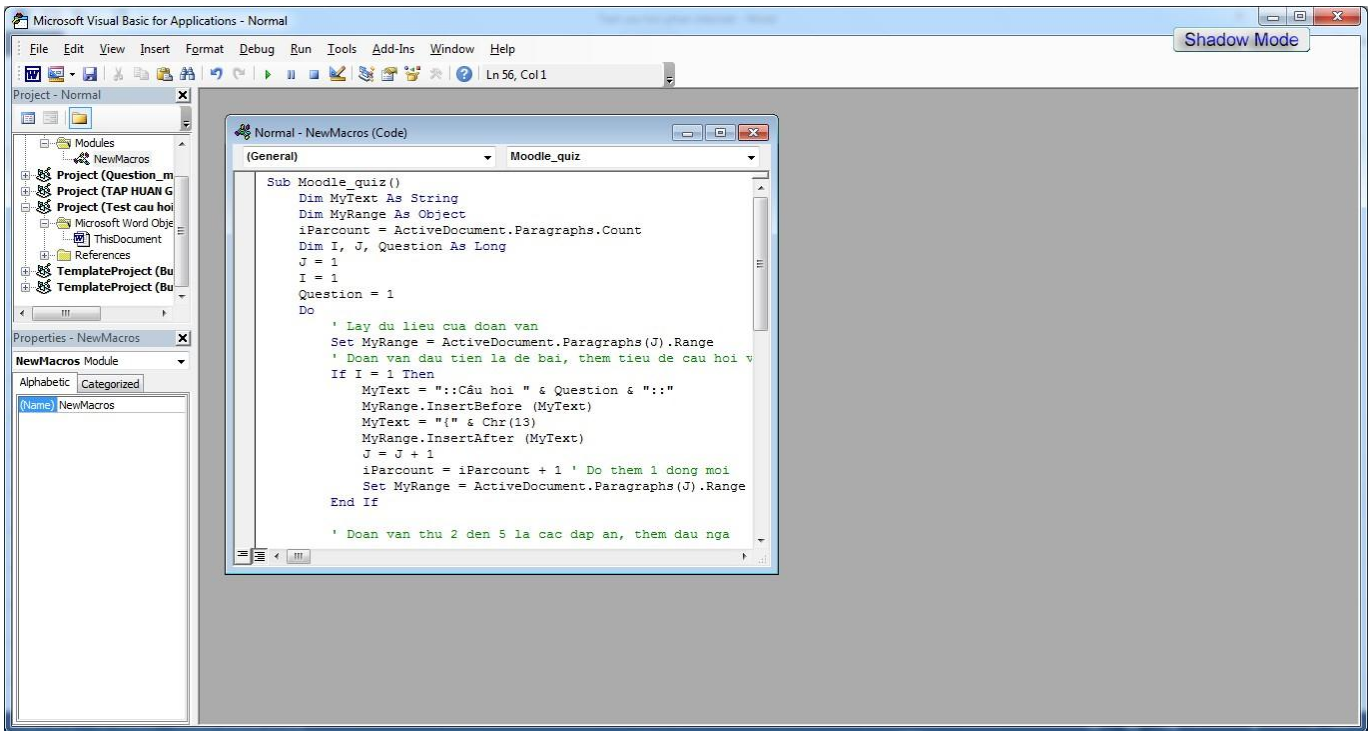 Microsoft Visual Basic for Applications - Normal
Shadow Mode
File Edit View Insert Format Debug Run Tools Add-Ins Window Help
Ln 56, Col 1
Project - Normal
Modules
NewMacros
Project (Question_m
Project (TAP HUAN G
Project (Test cau hoi
Microsoft Word Obje
ThisDocument
References
TemplateProject (Bu
TemplateProject (Bu
Properties - NewMacros
NewMacros Module
Alphabetic Categorized
(Name) NewMacros
Normal - NewMacros (Code)
(General) Moodle_quiz
Sub Moodle_quiz()
Dim MyText As String
Dim MyRange As Object
iParcount = ActiveDocument.Paragraphs.Count
Dim I, J, Question As Long
J = 1
I = 1
Question = 1
Do
' Lay du lieu cua doan van
Set MyRange = ActiveDocument.Paragraphs(J).Range
' Doan van dau tien la de bai, them tieu de cau hoi v
If I = 1 Then
MyText = "::Câu hoi " & Question & "::"
MyRange.InsertBefore (MyText)
MyText = "{" & Chr(13)
MyRange.InsertAfter (MyText)
J = J + 1
iParcount = iParcount + 1 ' Do them 1 dong moi
Set MyRange = ActiveDocument.Paragraphs(J).Range
End If
' Doan van thu 2 den 5 la cac dap an, them dau nga